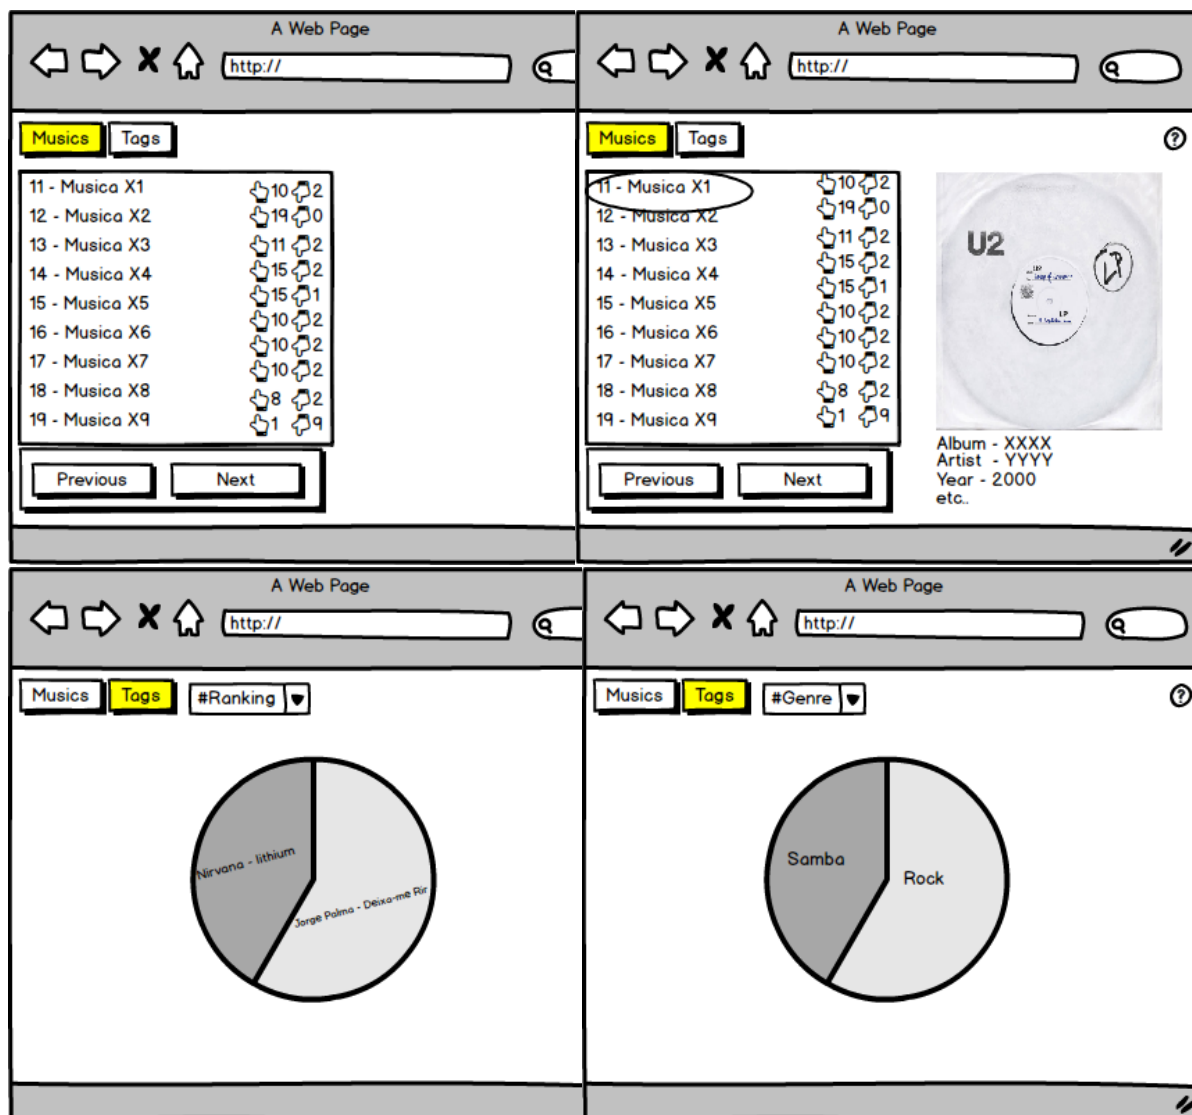 A Web Page
http://
Musics Tags
11 - Musica X1 10 2
12 - Musica X2 19 0
13 - Musica X3 11 2
14 - Musica X4 15 2
15 - Musica X5 15 1
16 - Musica X6 10 2
17 - Musica X7 10 2
18 - Musica X8 10 2
19 - Musica X9 8 2
1 9
Previous Next
A Web Page
http://
Musics Tags ?
11 - Musica X1 10 2
12 - Musica X2 19 0
13 - Musica X3 11 2
14 - Musica X4 15 2
15 - Musica X5 15 1
16 - Musica X6 10 2
17 - Musica X7 10 2
18 - Musica X8 10 2
19 - Musica X9 8 2
1 9
Previous Next
U2
LP
Album - XXXX
Artist - YYYY
Year - 2000
etc..
A Web Page
http://
Musics Tags #Ranking
Nirvana - lithium
Jorge Palma - Deixa-me Rir
A Web Page
http://
Musics Tags #Genre ?
Samba
Rock